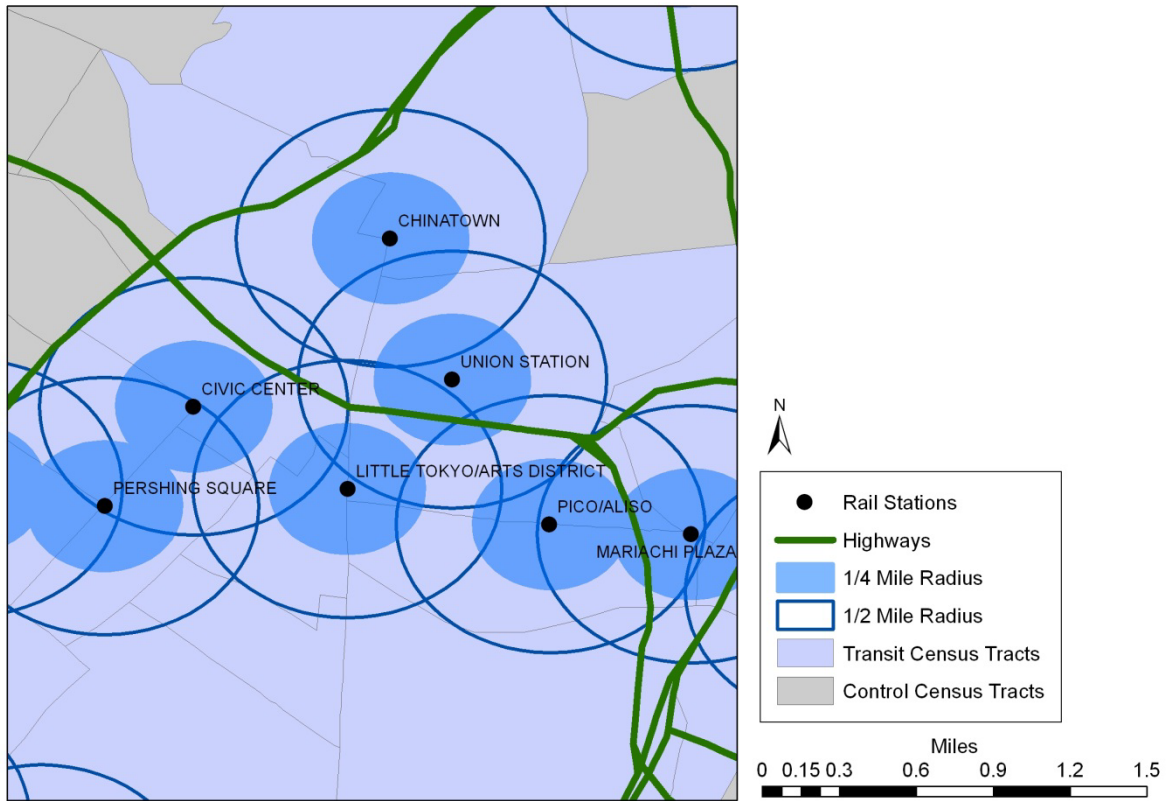 CHINATOWN
UNION STATION
CIVIC CENTER
LITTLE TOKYO/ARTS DISTRICT
PERSHING SQUARE
PICO/ALISO
MARIACHI PLAZA
N
Rail Stations
Highways
1/4 Mile Radius
1/2 Mile Radius
Transit Census Tracts
Control Census Tracts
Miles
0 0.15 0.3 0.6 0.9 1.2 1.5